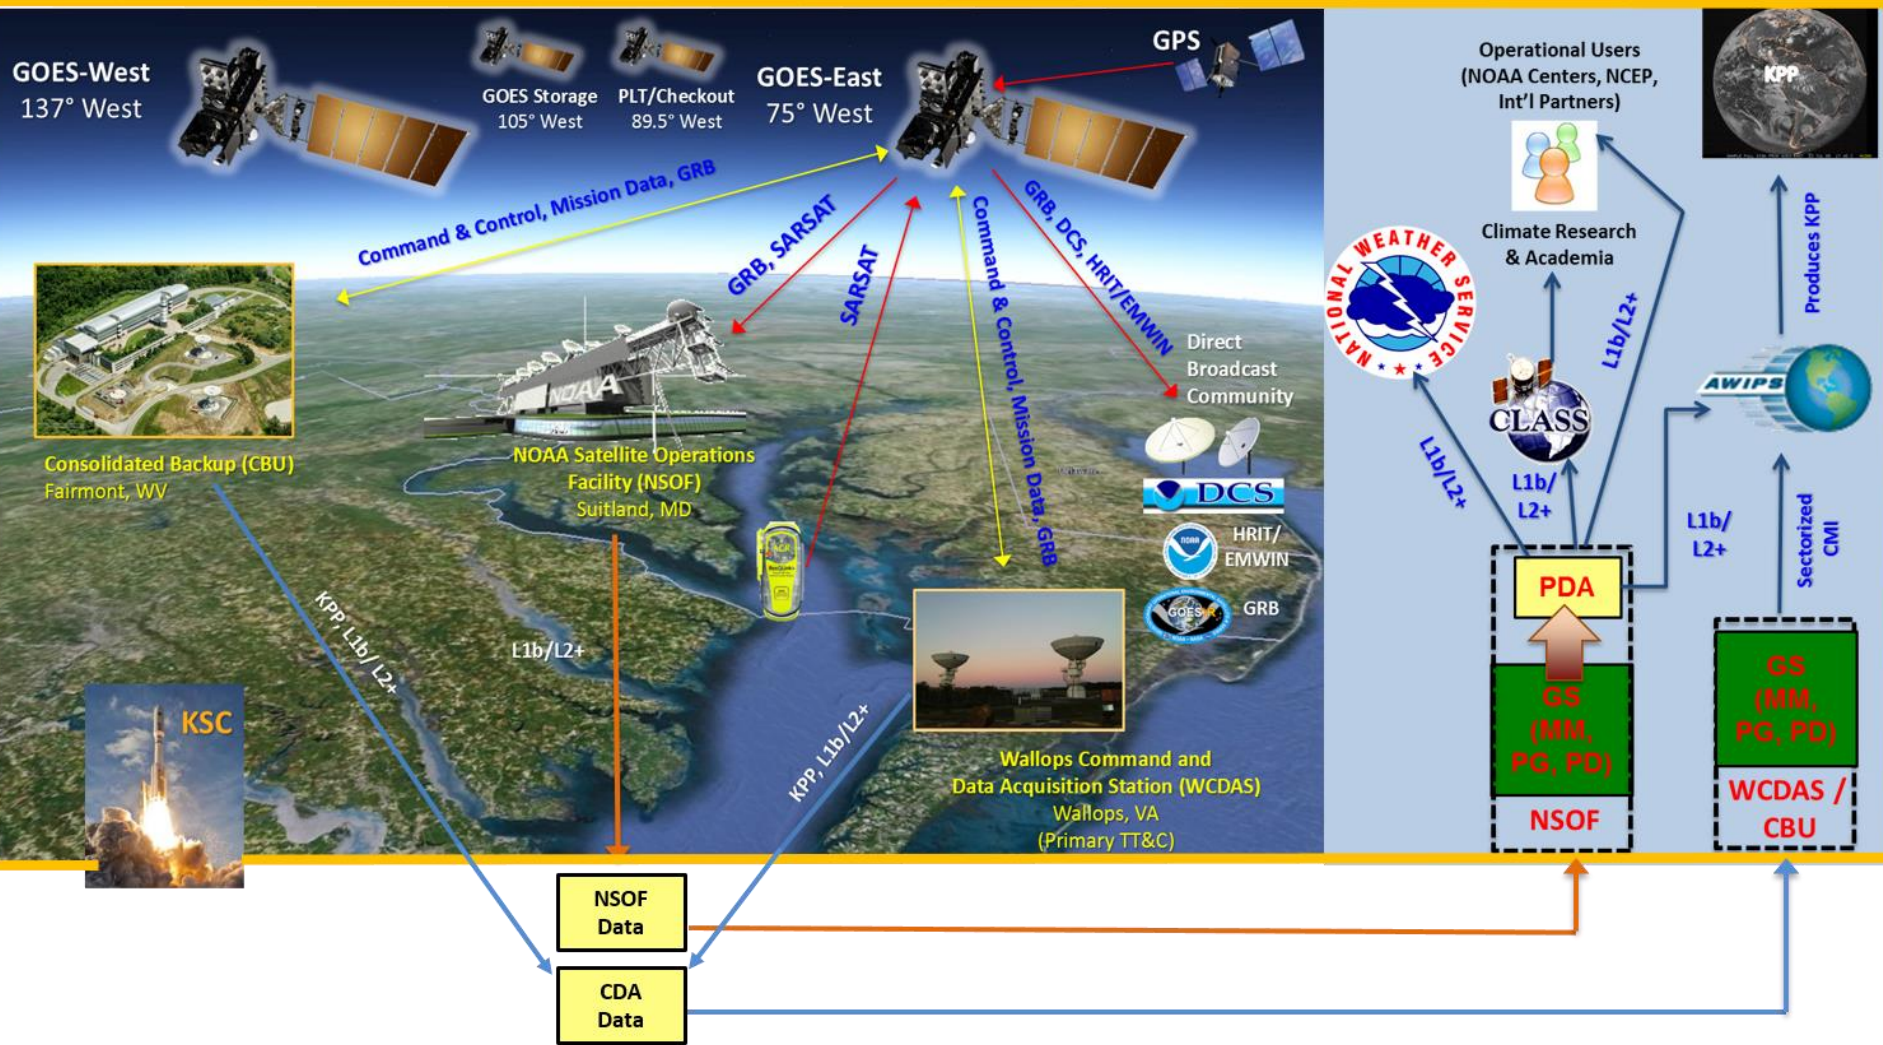 GOES-West
137° West
GOES Storage
105° West
PLT/Checkout
89.5° West
GOES-East
75° West
GPS
Command & Control, Mission Data, GRB
GRB, SARSAT
SARSAT
Command & Control, Mission Data, GRB
GRB, DCS, HRIT/EMWIN
Direct
Broadcast
Community
DCS
NOAA
HRIT/
EMWIN
GOES-R
GRB
NOAA
Consolidated Backup (CBU)
Fairmont, WV
NOAA Satellite Operations
Facility (NSOF)
Suitland, MD
ACR
KPP, L1b/ L2+
L1b/L2+
KPP, L1b/L2+
KSC
Wallops Command and
Data Acquisition Station (WCDAS)
Wallops, VA
(Primary TT&C)
NSOF
Data
CDA
Data
Operational Users
(NOAA Centers, NCEP,
Int'l Partners)
KPP
Climate Research
& Academia
NATIONAL WEATHER SERVICE
L1b/L2+
Produces KPP
CLASS
AWIPS
L1b/L2+
L1b/
L2+
L1b/
L2+
Sectorized
CMI
PDA
GS
(MM,
PG, PD)
NSOF
GS
(MM,
PG, PD)
WCDAS /
CBU